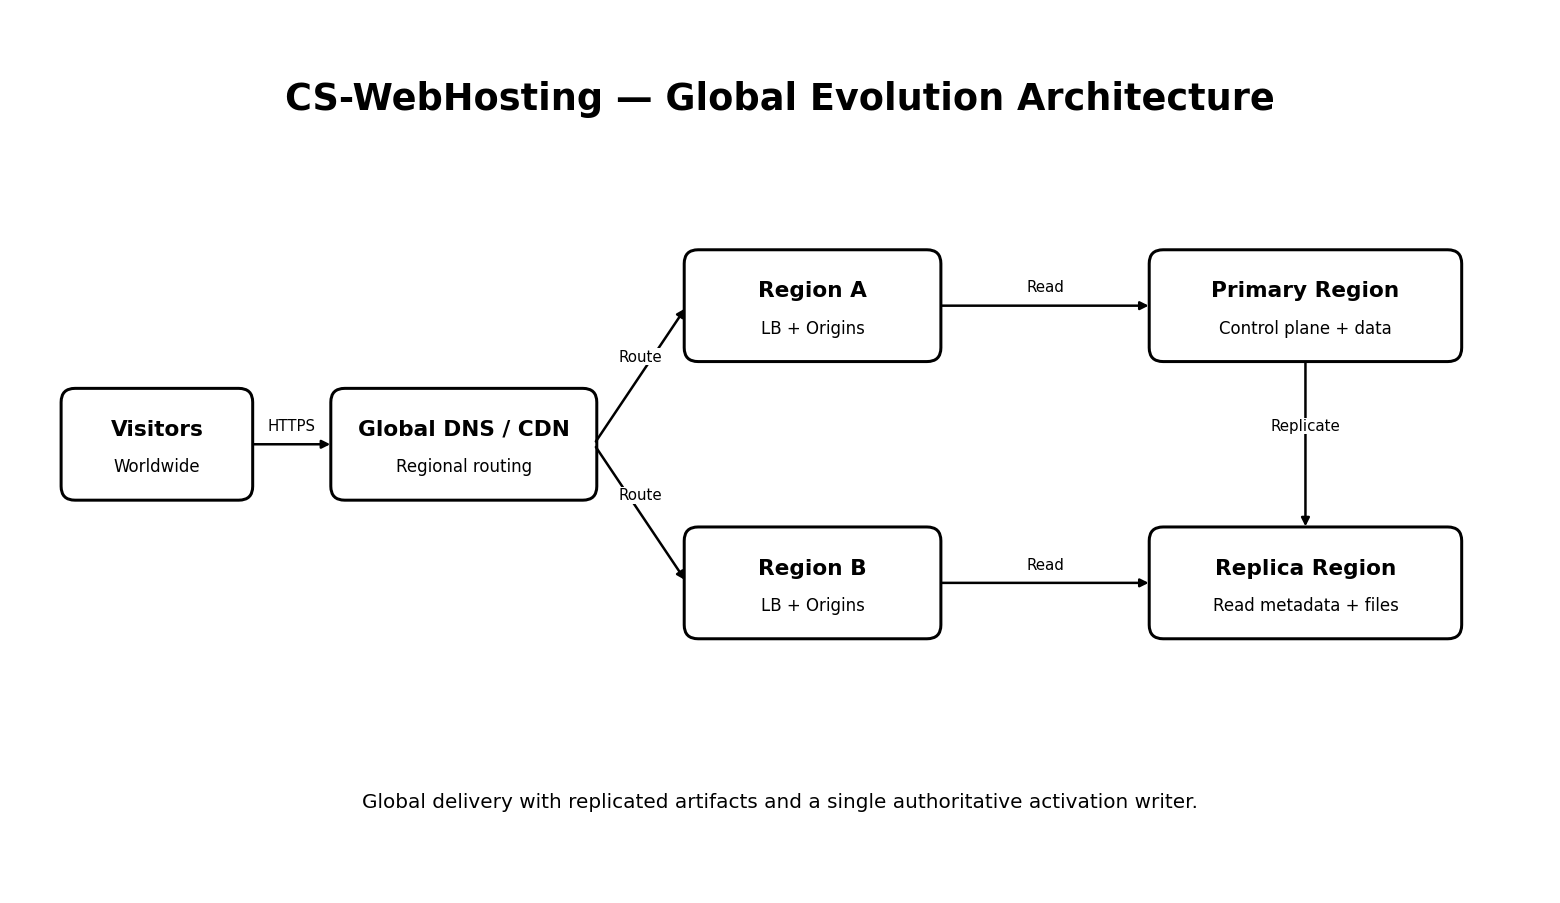 CS-WebHosting — Global Evolution Architecture
Visitors
Worldwide
HTTPS
Global DNS / CDN
Regional routing
Route
Route
Region A
LB + Origins
Read
Primary Region
Control plane + data
Replicate
Region B
LB + Origins
Read
Replica Region
Read metadata + files
Global delivery with replicated artifacts and a single authoritative activation writer.